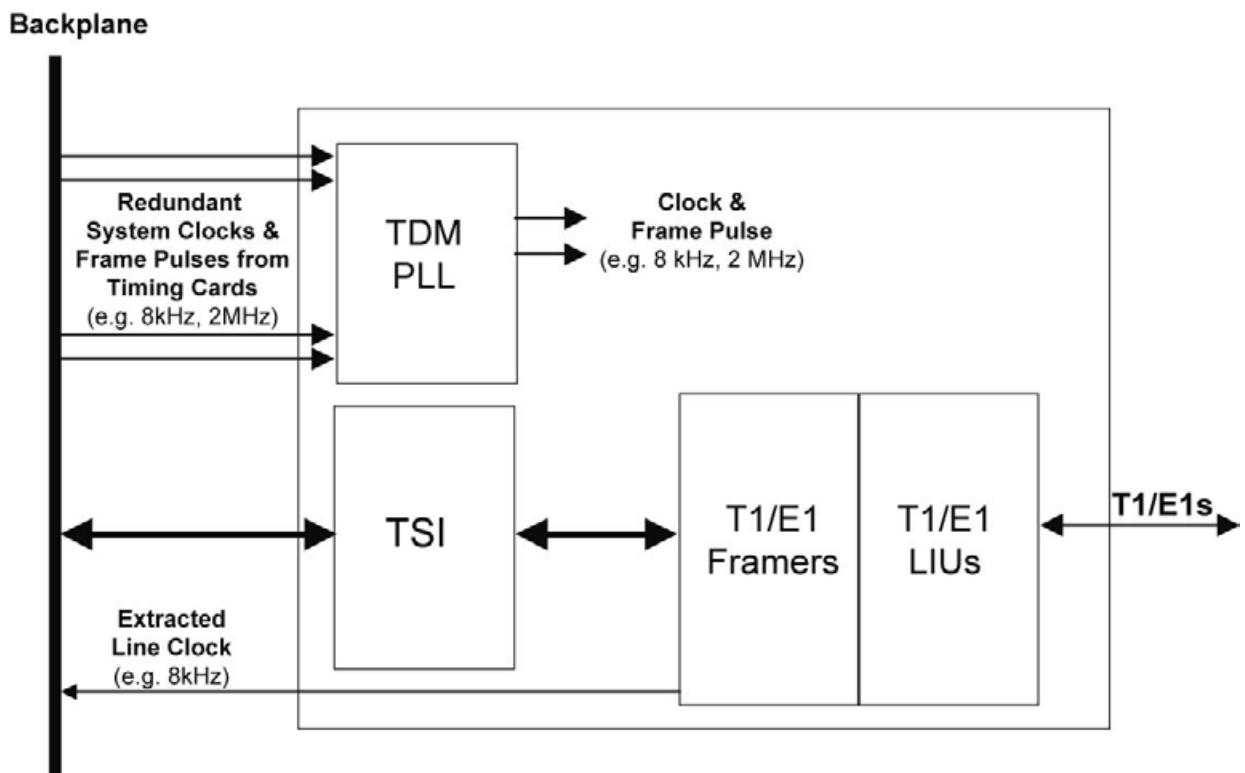 Backplane
Redundant
System Clocks &
Frame Pulses from
Timing Cards
(e.g. 8kHz, 2MHz)
TDM
PLL
Clock &
Frame Pulse
(e.g. 8 kHz, 2 MHz)
TSI
T1/E1
Framers
T1/E1
LIUs
T1/E1s
Extracted
Line Clock
(e.g. 8kHz)